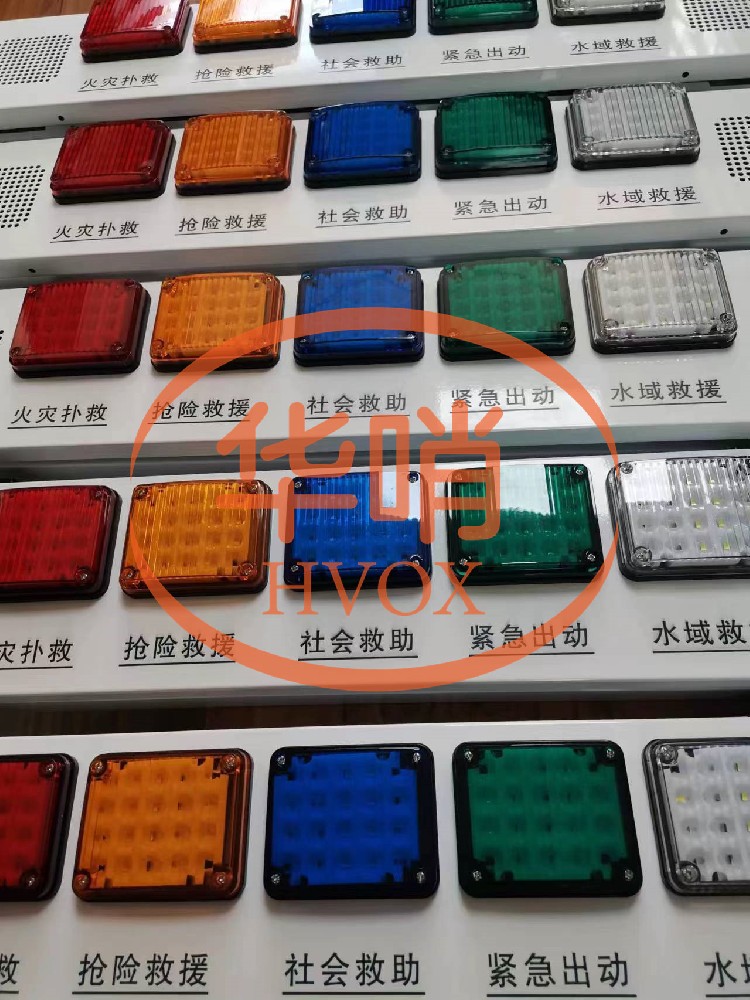 火灾扑救 抢险救援 社会救助 紧急出动 水域救援
火灾扑救 抢险救援 社会救助 紧急出动 水域救援
火灾扑救 抢险救援 社会救助 紧急出动 水域救援
华哨
HVOX
灾扑救 抢险救援 社会救助 紧急出动 水域救
救 抢险救援 社会救助 紧急出动 水域